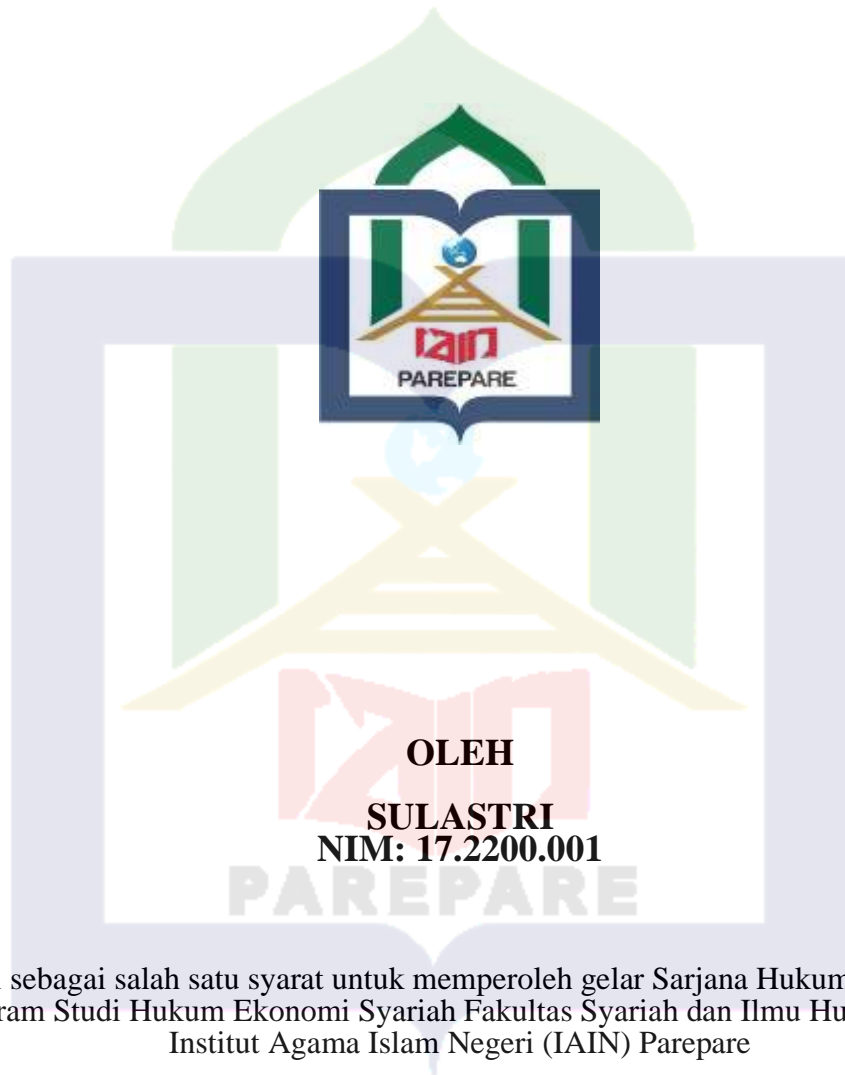 iain
PAREPARE
OLEH
SULASTRI
NIM: 17.2200.001
PAREPARE
sebagai salah satu syarat untuk memperoleh gelar Sarjana Hukum
Studi Hukum Ekonomi Syariah Fakultas Syariah dan Ilmu
Institut Agama Islam Negeri (IAIN) Parepare